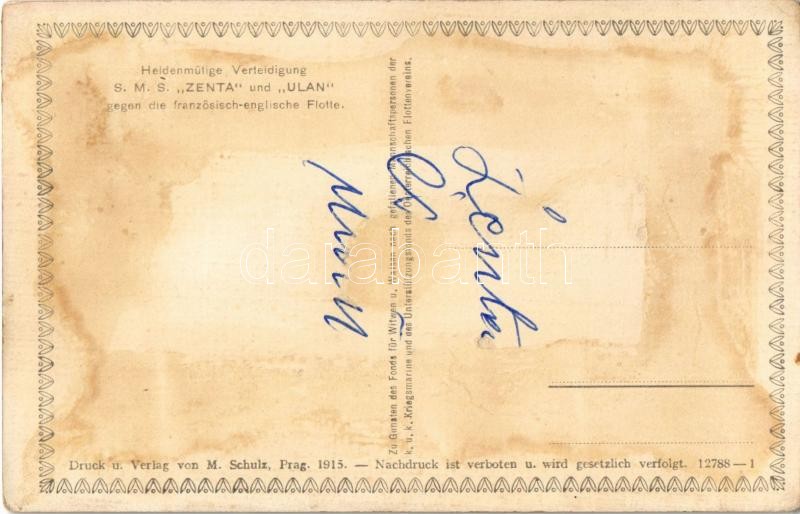 Heldenmütige Verteidigung
S. M. S. „ZENTA“ und „ULAN“
gegen die französisch-englische Flotte.
Zu Gunsten des Fonds für Witwen u. Waisen nach gefallenen Mannschaftspersonen der
k. u. k. Kriegsmarine und des Unterstützungsfonds des Österreichischen Flottenvereins.
Zenta
darabanth
Druck u. Verlag von M. Schulz, Prag. 1915. — Nachdruck ist verboten u. wird gesetzlich verfolgt. 12788—1